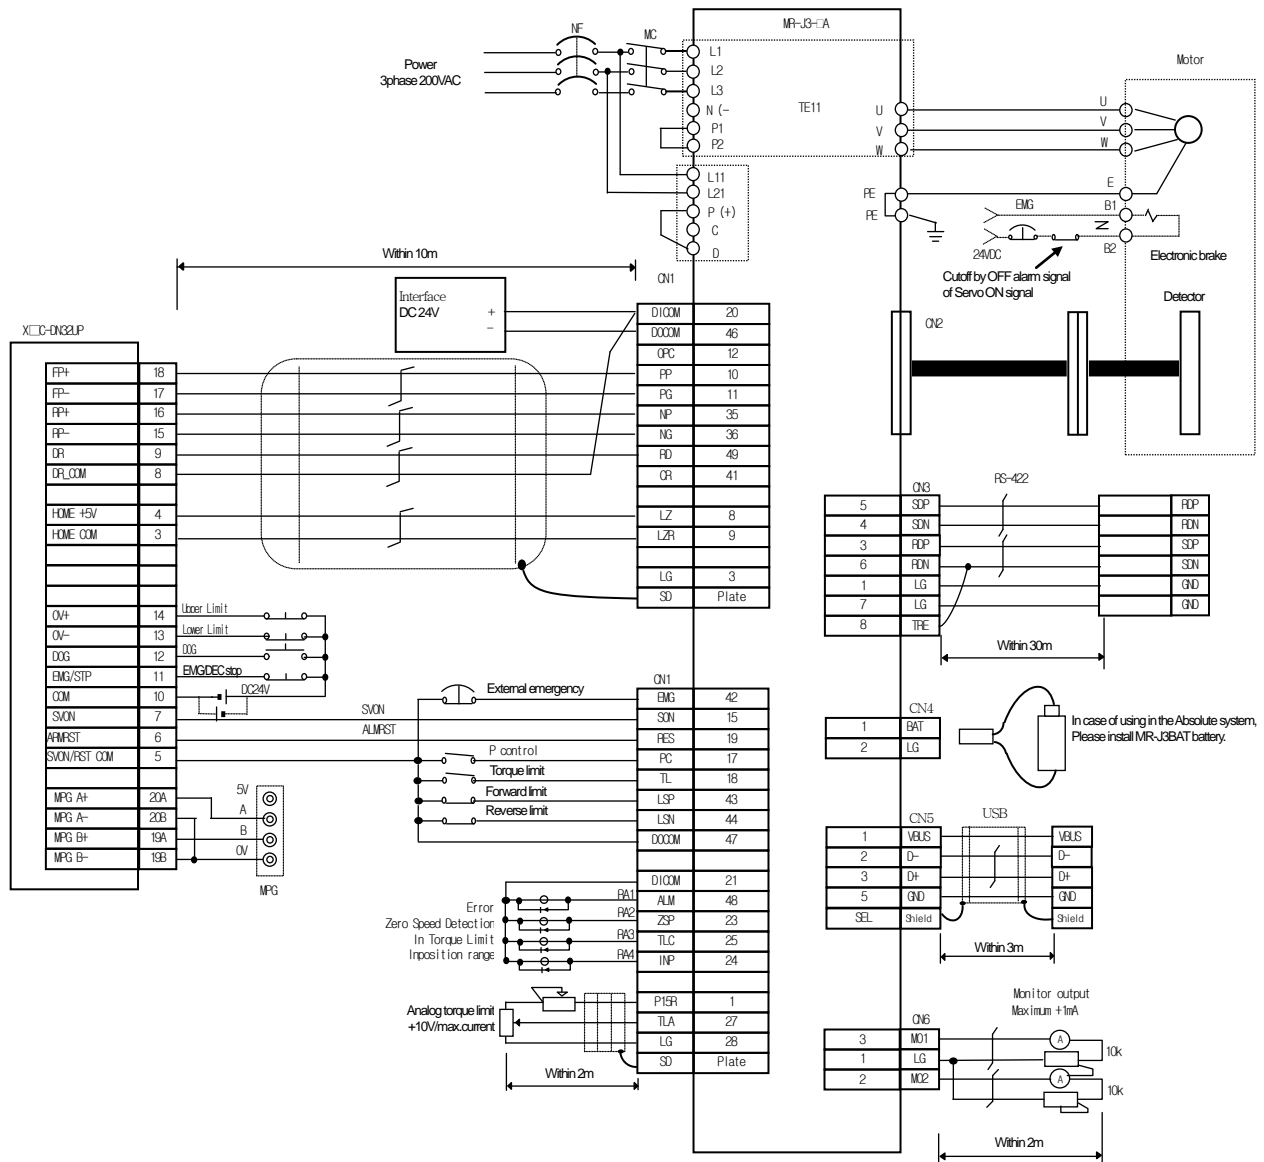 MR-J3-□A
NF
MC
Power
3phase 200VAC
L1
L2
L3
N (-
P1
P2
TE11
U
V
W
Motor
U
V
W
L11
L21
P (+)
C
D
PE
PE
E
EMG
B1
24VDC
B2
Electronic brake
Cutoff by OFF alarm signal
of Servo ON signal
Detector
Within 10m
CN1
Interface
DC 24V
+
-
DICOM 20
DOCOM 46
OPC 12
PP 10
PG 11
NP 35
NG 36
RD 49
CR 41
LZ 8
LZR 9
LG 3
SD Plate
X□C-DN32UP
FP+ 18
FP- 17
RP+ 16
RP- 15
DR 9
DR_COM 8
HOME +5V 4
HOME COM 3
OV+ 14
OV- 13
DOG 12
EMG/STP 11
COM 10
SVON 7
ARMRST 6
SVON/RST COM 5
MPG A+ 20A
MPG A- 20B
MPG B+ 19A
MPG B- 19B
Upper Limit
Lower Limit
DOG
EMG/DEC stop
DC24V
SVON
ALMRST
5V
A
B
0V
MPG
CN1
External emergency
P control
Torque limit
Forward limit
Reverse limit
EMG 42
SON 15
RES 19
PC 17
TL 18
LSP 43
LSN 44
DOCOM 47
DICOM 21
ALM 48
ZSP 23
TLC 25
INP 24
P15R 1
TLA 27
LG 28
SD Plate
Error
Zero Speed Detection
In Torque Limit
Inposition range
RA1
RA2
RA3
RA4
Analog torque limit
+10V/max.current
Within 2m
CN2
CN3
RS-422
5 SDP RDP
4 SDN RDN
3 RDP SDP
6 RDN SDN
1 LG GND
7 LG GND
8 TRE
Within 30m
CN4
1 BAT
2 LG
In case of using in the Absolute system,
Please install MR-J3BAT battery.
CN5
USB
1 VBUS VBUS
2 D- D-
3 D+ D+
5 GND GND
SEL Shield Shield
Within 3m
Monitor output
Maximum +1mA
CN6
3 MO1
1 LG
2 MO2
A
10k
A
10k
Within 2m